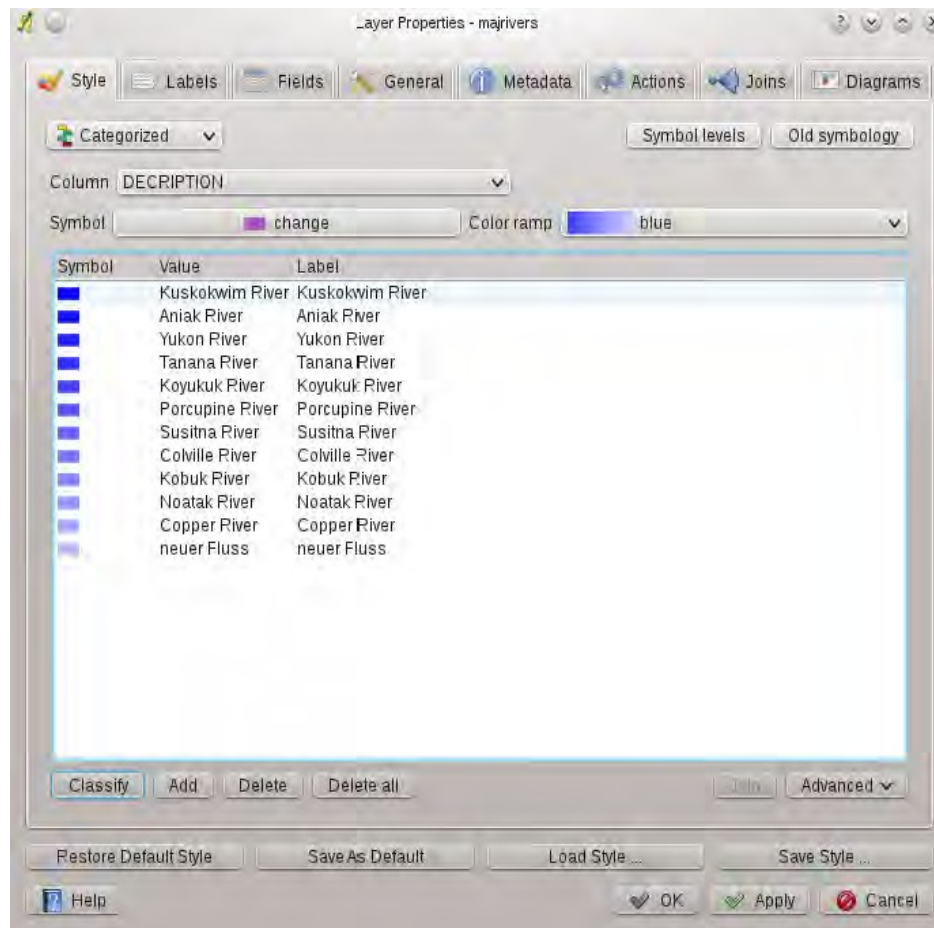 Layer Properties - majrivers
Style Labels Fields General Metadata Actions Joins Diagrams
Categorized Symbol levels Old symbology
Column DECRIPTION
Symbol change Color ramp blue
Symbol Value Label
Kuskokwim River Kuskokwim River
Aniak River Aniak River
Yukon River Yukon River
Tanana River Tanana River
Koyukuk River Koyukuk River
Porcupine River Porcupine River
Susitna River Susitna River
Colville River Colville River
Kobuk River Kobuk River
Noatak River Noatak River
Copper River Copper River
neuer Fluss neuer Fluss
Classify Add Delete Delete all Join Advanced
Restore Default Style Save As Default Load Style ... Save Style ...
Help OK Apply Cancel